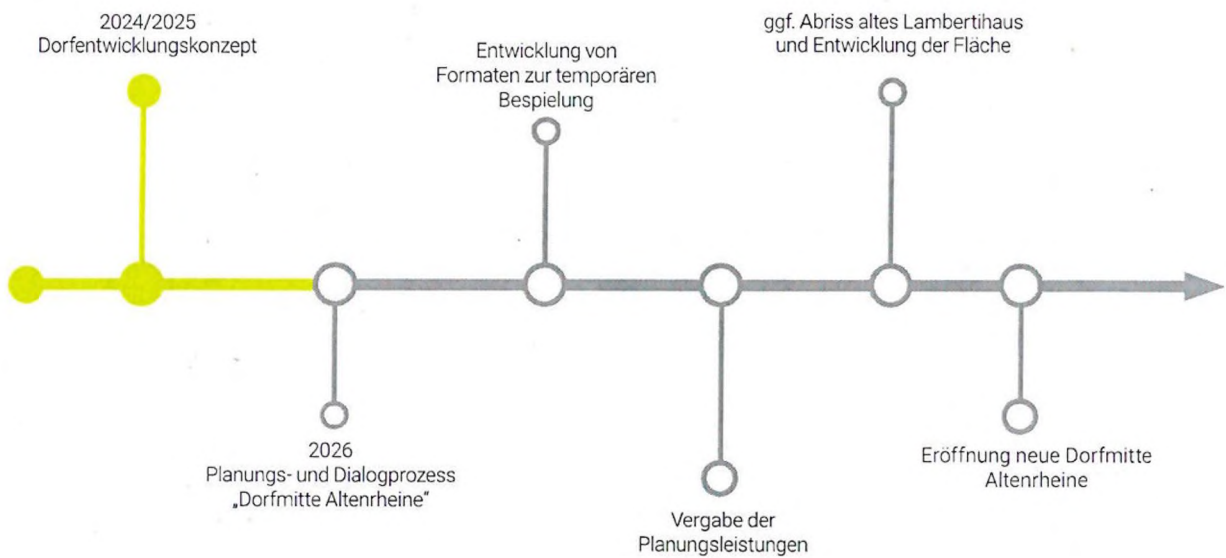 2024/2025
Dorfentwicklungskonzept
2026
Planungs- und Dialogprozess
„Dorfmitte Altenrheine“
Entwicklung von
Formaten zur temporären
Bespielung
Vergabe der
Planungsleistungen
ggf. Abriss altes Lambertihaus
und Entwicklung der Fläche
Eröffnung neue Dorfmitte
Altenrheine